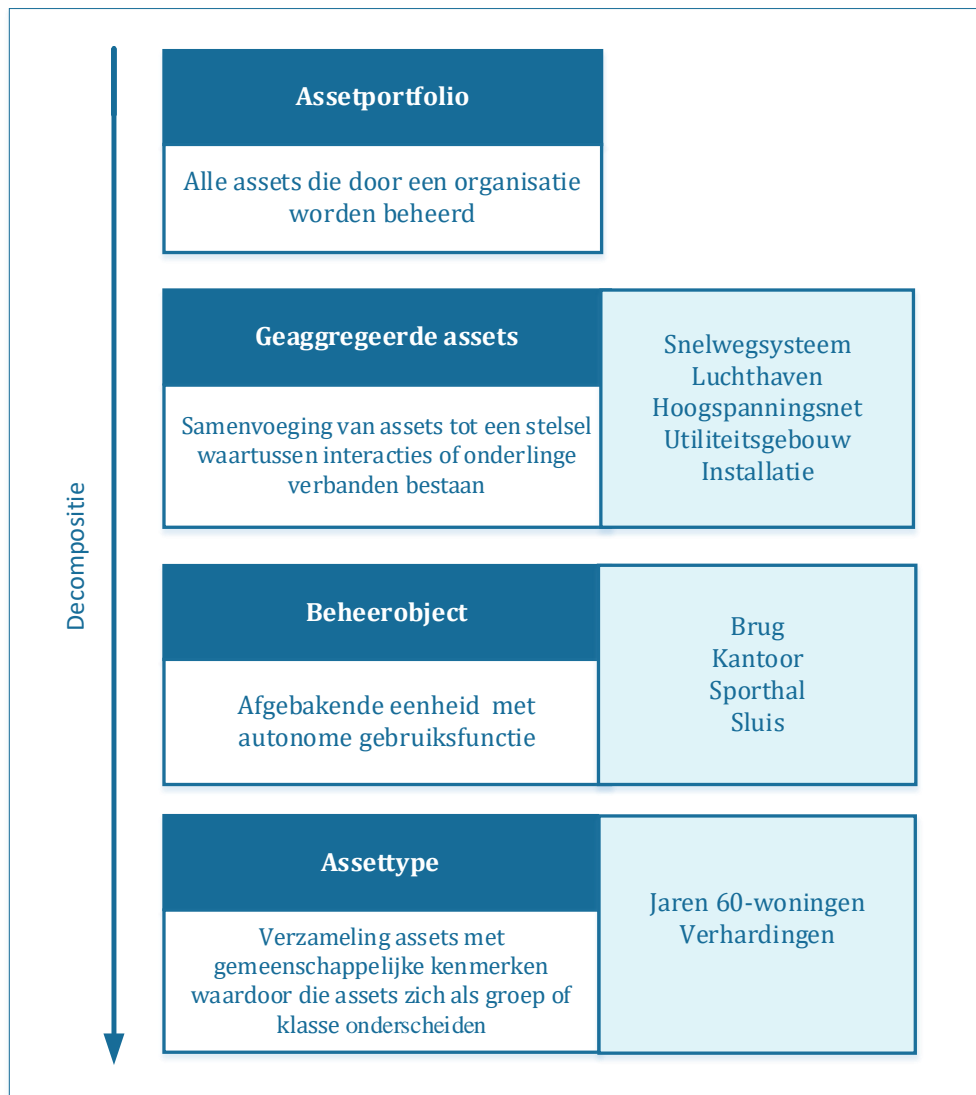 Decompositie
Assetportfolio
Alle assets die door een organisatie
worden beheerd
Geaggregeerde assets
Samenvoeging van assets tot een stelsel
waartussen interacties of onderlinge
verbanden bestaan
Snelwegsysteem
Luchthaven
Hoogspanningsnet
Utiliteitsgebouw
Installatie
Beheerobject
Afgebakende eenheid met
autonome gebruiksfunctie
Brug
Kantoor
Sporthal
Sluis
Assettype
Verzameling assets met
gemeenschappelijke kenmerken
waardoor die assets zich als groep of
klasse onderscheiden
Jaren 60-woningen
Verhardingen